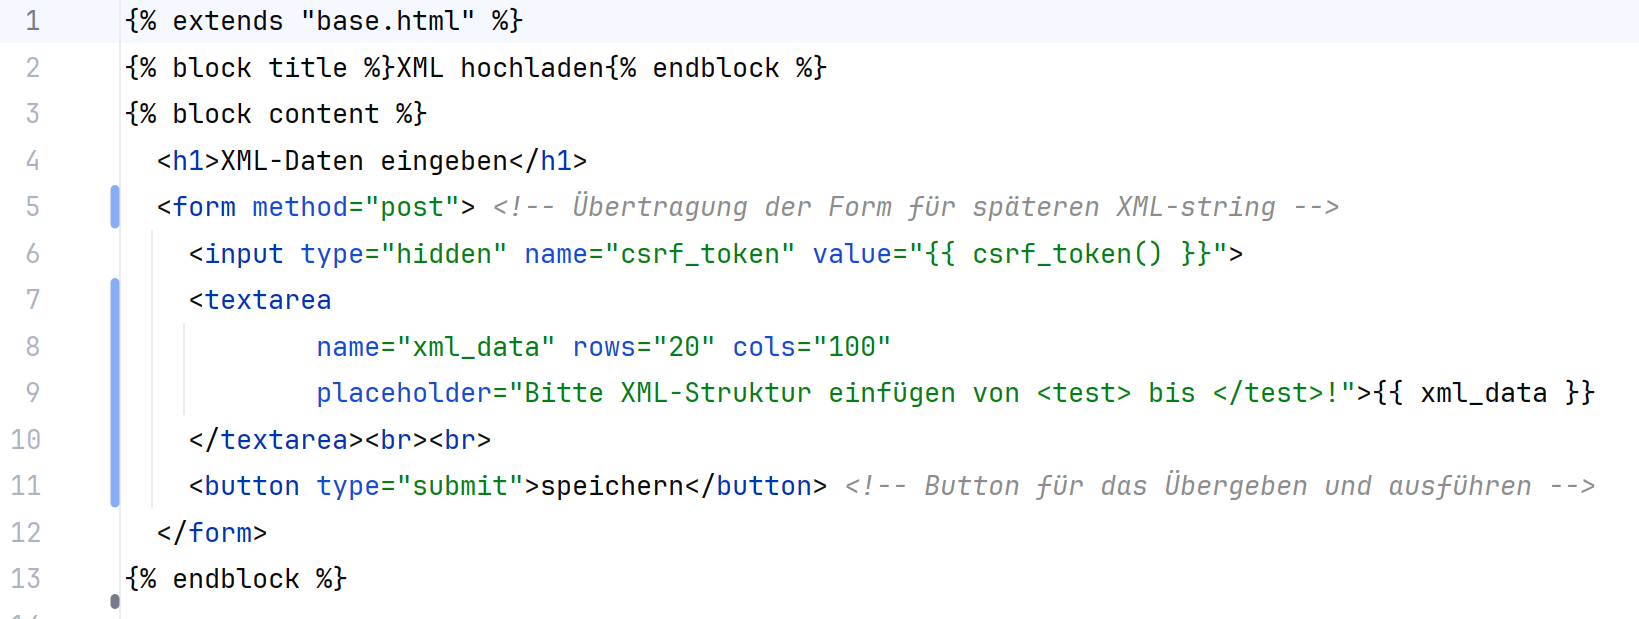 1 {% extends "base.html" %}
2 {% block title %}XML hochladen{% endblock %}
3 {% block content %}
4   <h1>XML-Daten eingeben</h1>
5   <form method="post"> <!-- Übertragung der Form für späteren XML-string -->
6     <input type="hidden" name="csrf_token" value="{{ csrf_token() }}">
7     <textarea
8             name="xml_data" rows="20" cols="100"
9             placeholder="Bitte XML-Struktur einfügen von <test> bis </test>!">{{ xml_data }}
10     </textarea><br><br>
11     <button type="submit">speichern</button> <!-- Button für das Übergeben und ausführen -->
12   </form>
13 {% endblock %}